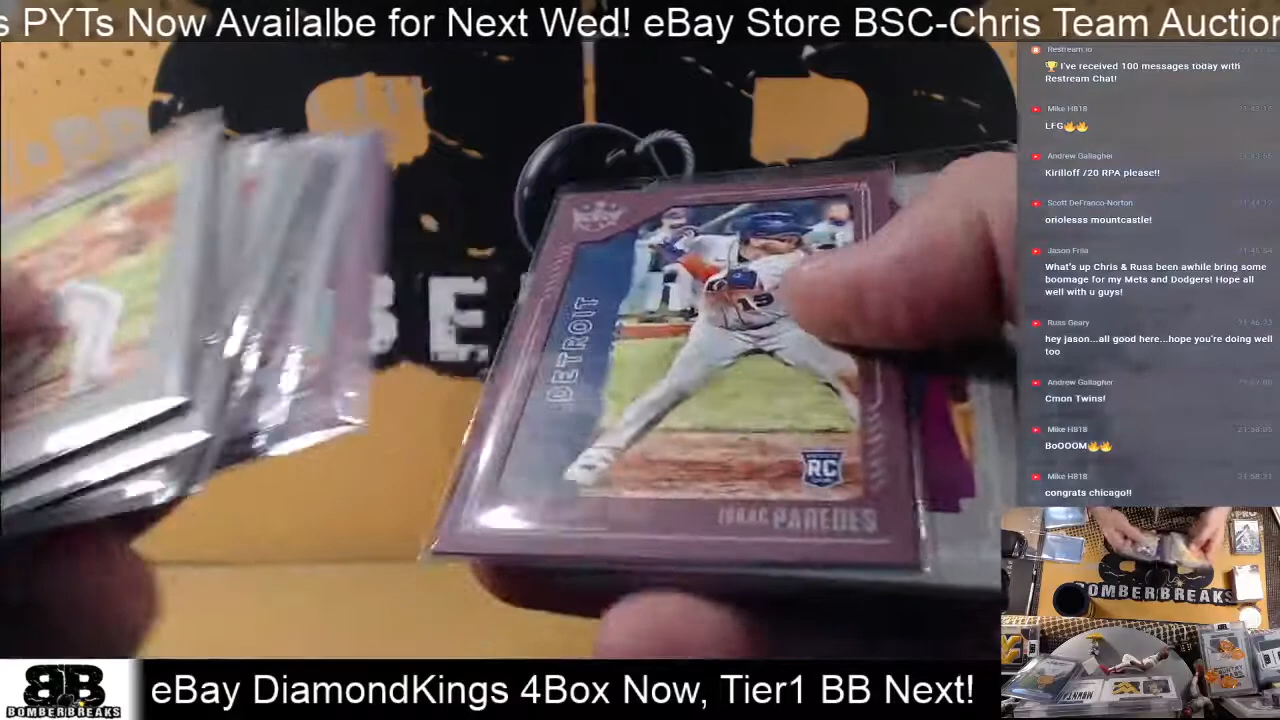 s PYTs Now Availalbe for Next Wed! eBay Store BSC-Chris Team Auction
Restream.io
🏆 I've received 100 messages today with
Restream Chat!
Mike H818
LFG🔥🔥
Andrew Gallagher
Kirilloff /20 RPA please!!
Scott DeFranco-Norton
oriolesss mountcastle!
Jason Frila
What's up Chris & Russ been awhile bring some
boomage for my Mets and Dodgers! Hope all
well with u guys!
Russ Geary
hey jason...all good here...hope you're doing well
too
Andrew Gallagher
Cmon Twins!
Mike H818
BoOOOM🔥🔥
Mike H818
congrats chicago!!
DETROIT
19
RC
ISAAC PAREDES
BOMBERBREAKS
BB
BOMBERBREAKS
eBay DiamondKings 4Box Now, Tier1 BB Next!